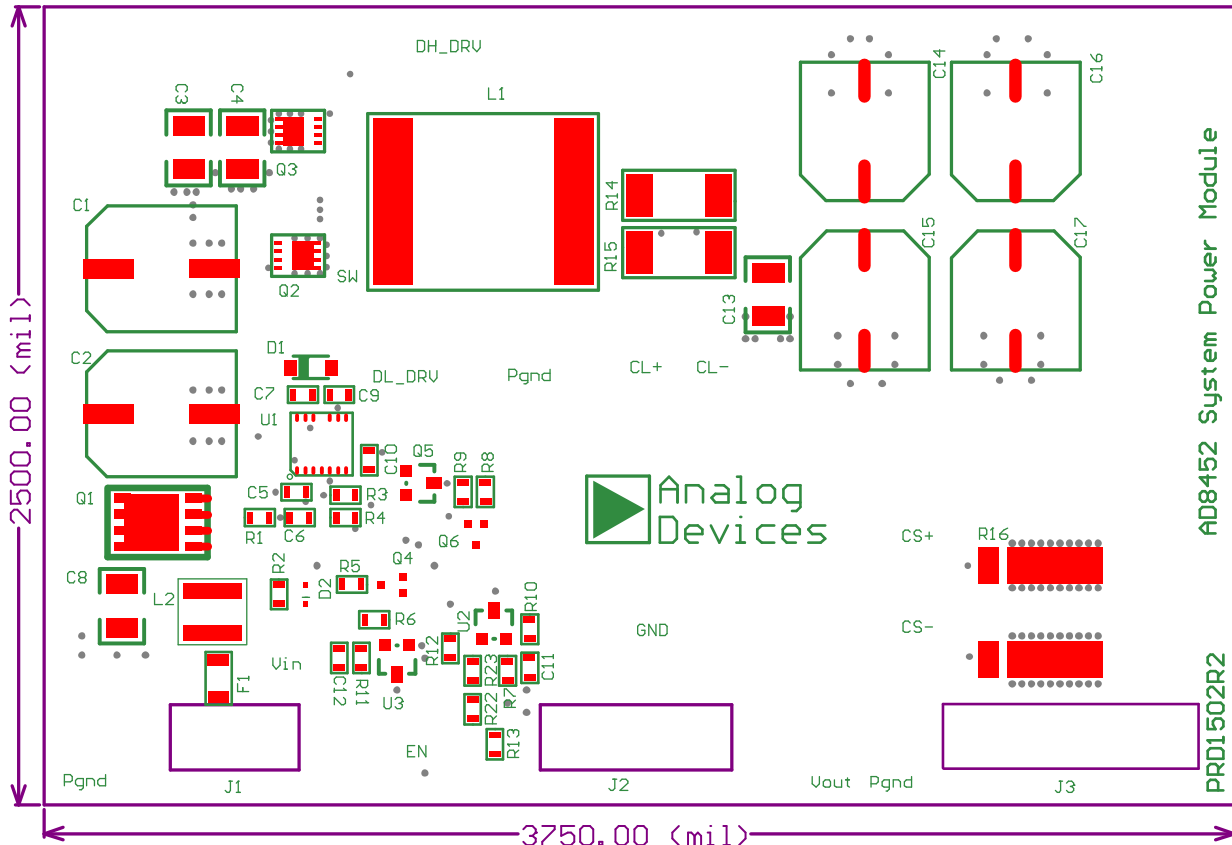 DH_DRV
C3
C4
L1
C14
C16
Q3
R14
C1
R15
C15
C17
SW
Q2
C13
D1
C2
DL_DRV
Pgnd
CL+
CL-
C7
C9
U1
C10
Q5
R9
R8
Q1
C5
R3
Analog
Devices
R1
C6
R4
Q6
CS+
R16
R2
R5
Q4
C8
D2
L2
R6
U2
R10
GND
CS-
Vin
R12
R23
C11
F1
C12
R11
U3
R22
R7
EN
R13
Pgnd
J1
J2
Vout
Pgnd
J3
AD8452 System Power Module
PRD1502R2
2500.00 (mil)
3750.00 (mil)